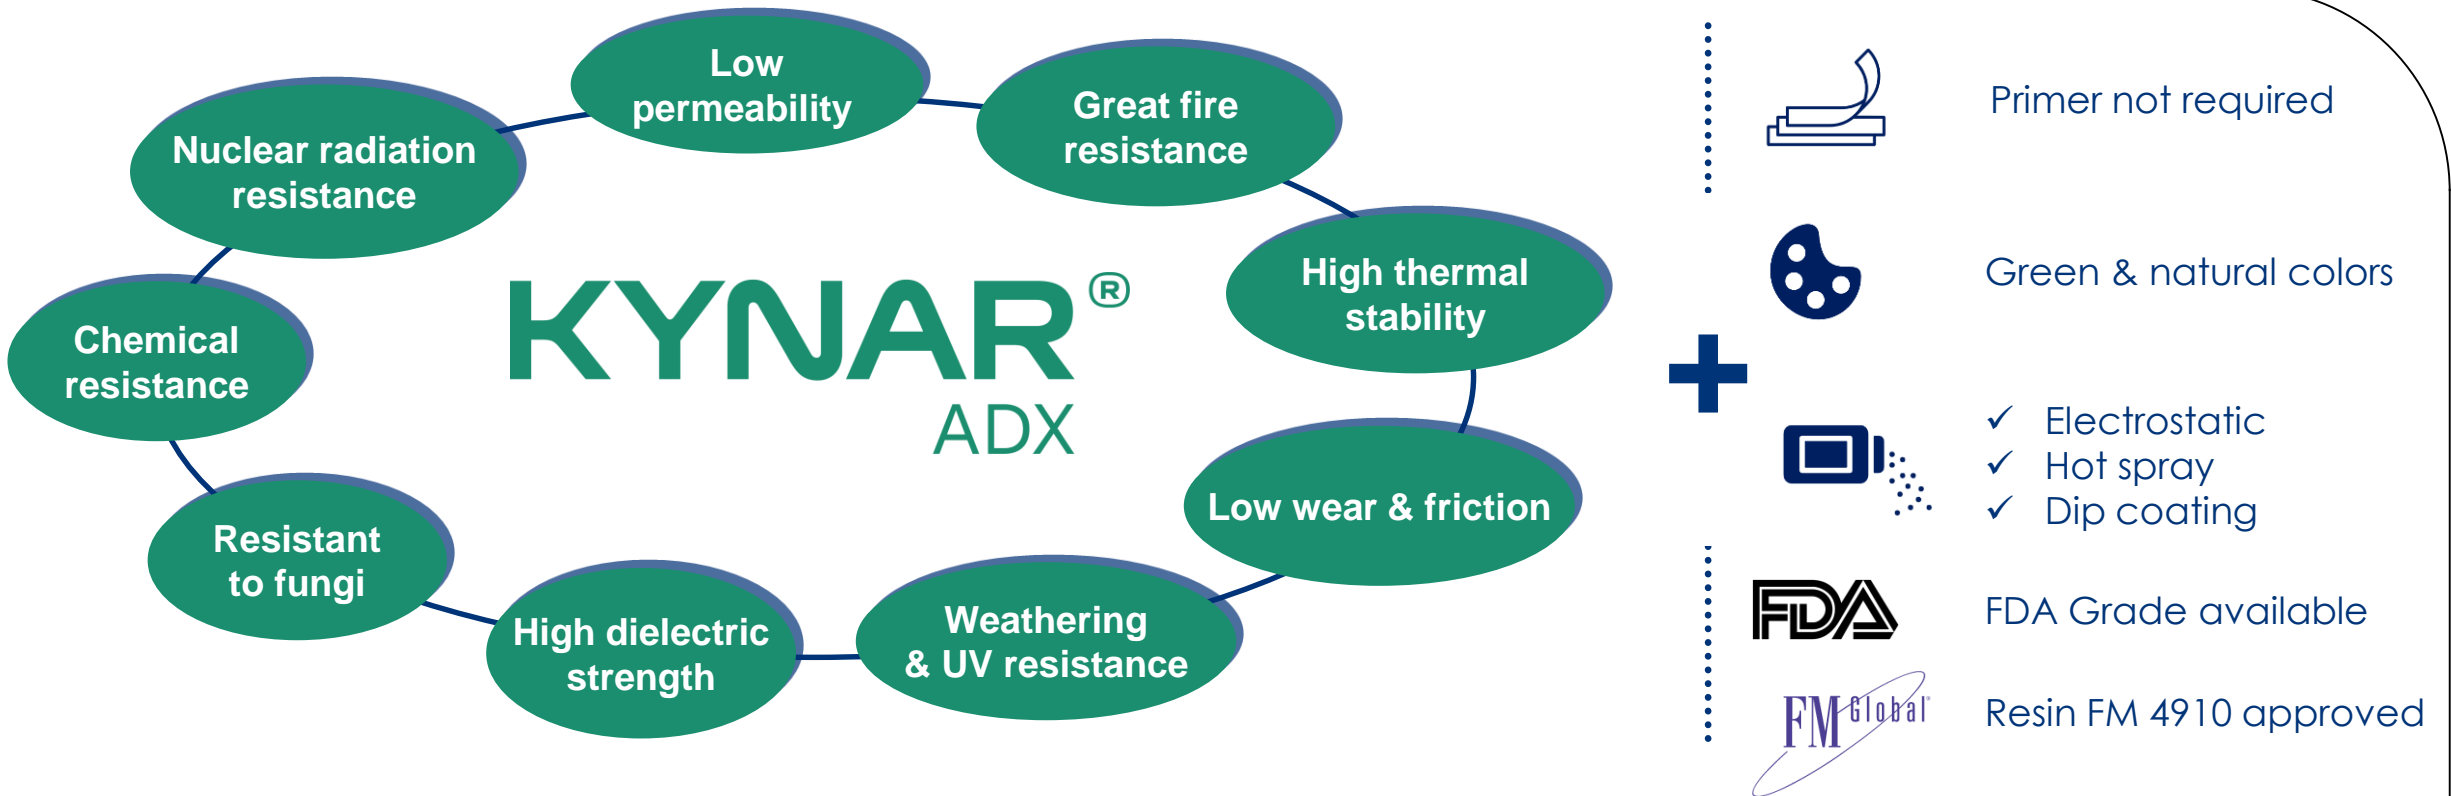 Low
permeability
Great fire
resistance
Nuclear radiation
resistance
High thermal
stability
Chemical
resistance
KYNAR®
ADX
Low wear & friction
Resistant
to fungi
High dielectric
strength
Weathering
& UV resistance
+
Primer not required
Green & natural colors
✓ Electrostatic
✓ Hot spray
✓ Dip coating
FDA
FDA Grade available
FM Global
Resin FM 4910 approved